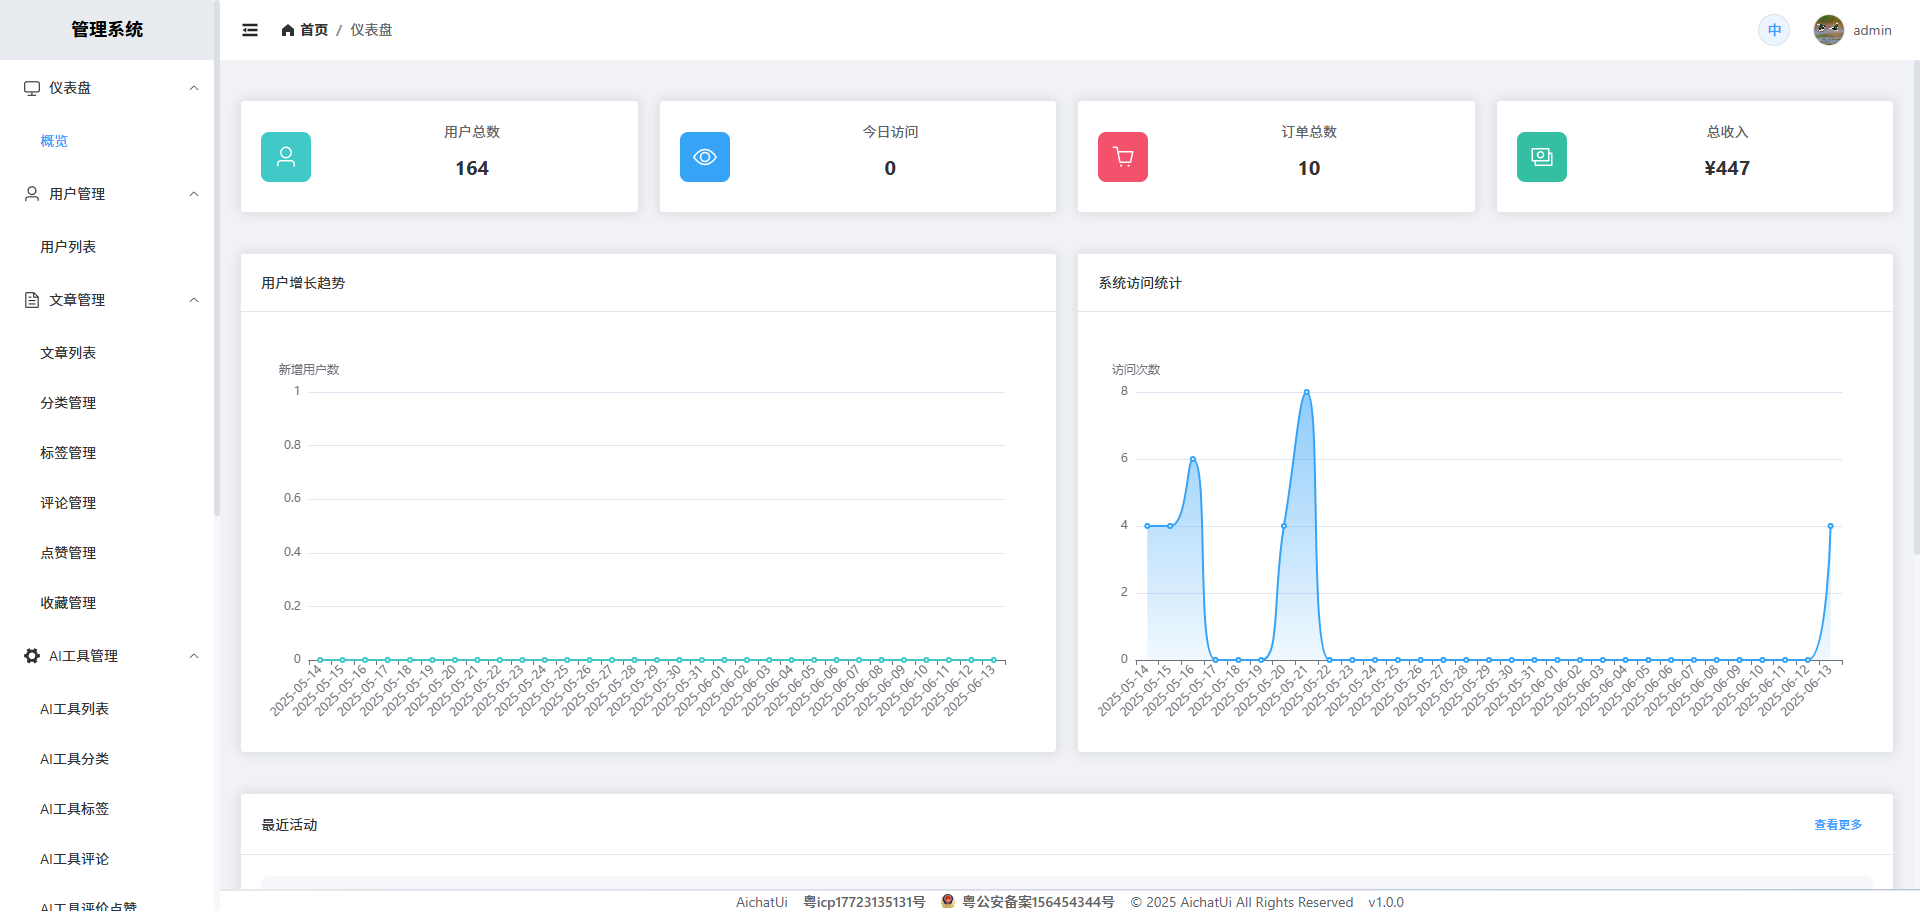 管理系统
首页 / 仪表盘
中
admin
仪表盘
概览
用户管理
用户列表
文章管理
文章列表
分类管理
标签管理
评论管理
点赞管理
收藏管理
AI工具管理
AI工具列表
AI工具分类
AI工具标签
AI工具评论
AI工具评价点赞
用户总数
164
今日访问
0
订单总数
10
总收入
¥447
用户增长趋势
新增用户数
1
0.8
0.6
0.4
0.2
0
2025-05-14
2025-05-15
2025-05-16
2025-05-17
2025-05-18
2025-05-19
2025-05-20
2025-05-21
2025-05-22
2025-05-23
2025-05-24
2025-05-25
2025-05-26
2025-05-27
2025-05-28
2025-05-29
2025-05-30
2025-05-31
2025-06-01
2025-06-02
2025-06-03
2025-06-04
2025-06-05
2025-06-06
2025-06-07
2025-06-08
2025-06-09
2025-06-10
2025-06-11
2025-06-12
2025-06-13
系统访问统计
访问次数
8
6
4
2
0
2025-05-14
2025-05-15
2025-05-16
2025-05-17
2025-05-18
2025-05-19
2025-05-20
2025-05-21
2025-05-22
2025-05-23
2025-05-24
2025-05-25
2025-05-26
2025-05-27
2025-05-28
2025-05-29
2025-05-30
2025-05-31
2025-06-01
2025-06-02
2025-06-03
2025-06-04
2025-06-05
2025-06-06
2025-06-07
2025-06-08
2025-06-09
2025-06-10
2025-06-11
2025-06-12
2025-06-13
最近活动
查看更多
AichatUi 粤icp17723135131号 粤公安备案156454344号 © 2025 AichatUi All Rights Reserved v1.0.0